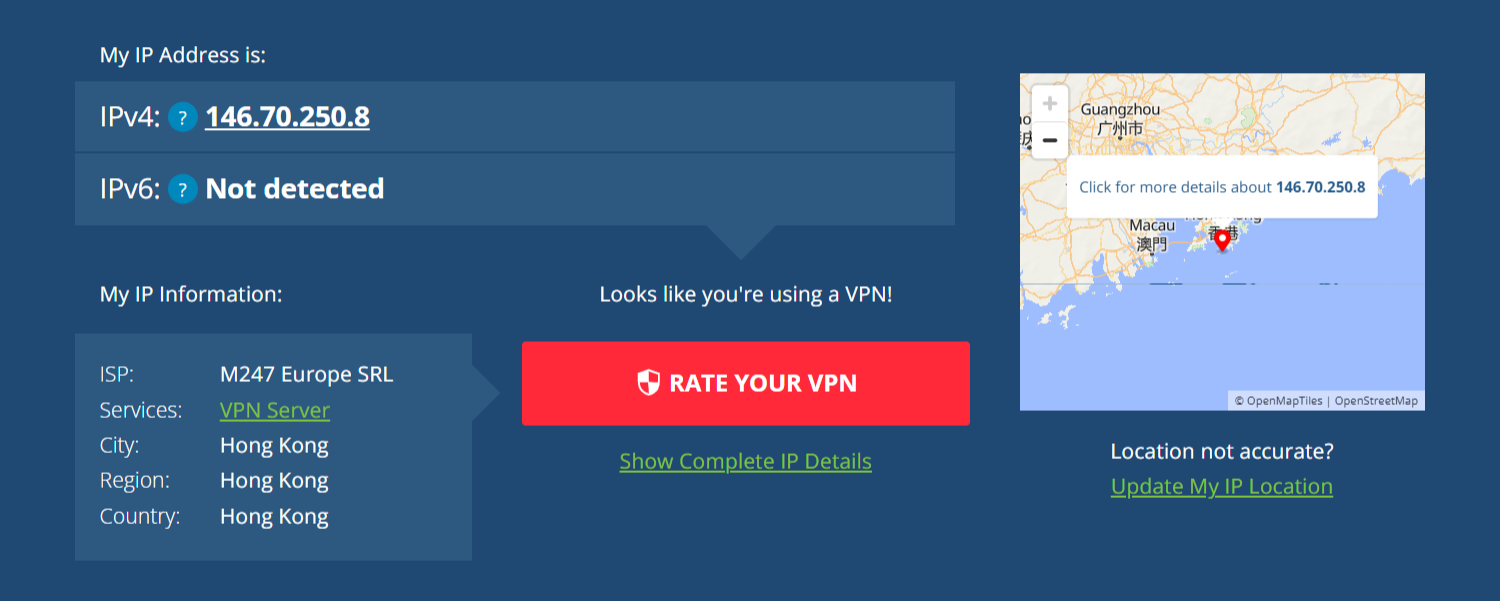 My IP Address is:
IPv4: ? 146.70.250.8
IPv6: ? Not detected
My IP Information:
ISP: M247 Europe SRL
Services: VPN Server
City: Hong Kong
Region: Hong Kong
Country: Hong Kong
Looks like you're using a VPN!
RATE YOUR VPN
Show Complete IP Details
+
−
Guangzhou
广州市
Click for more details about 146.70.250.8
Macau
澳門
香港
© OpenMapTiles | OpenStreetMap
Location not accurate?
Update My IP Location